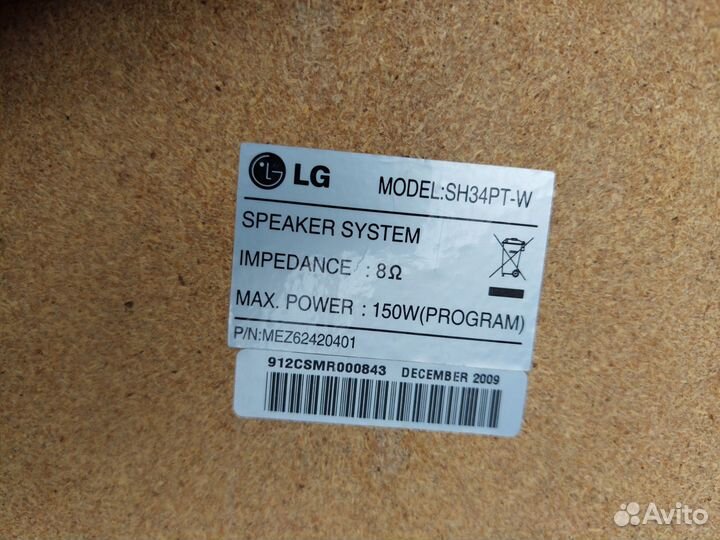 LG MODEL:SH34PT-W
SPEAKER SYSTEM
IMPEDANCE : 8Ω
MAX. POWER : 150W(PROGRAM)
P/N:MEZ62420401
912CSMR000843 DECEMBER 2009
Avito